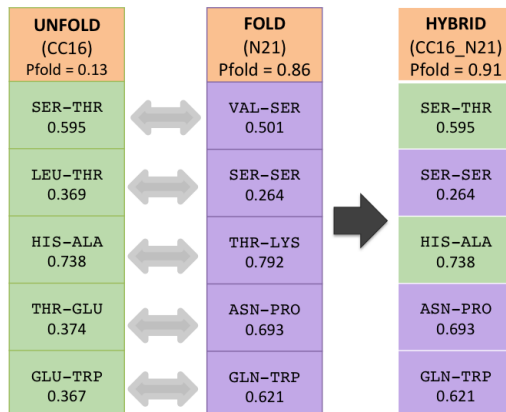 UNFOLD
(CC16)
Pfold = 0.13
SER-THR
0.595
LEU-THR
0.369
HIS-ALA
0.738
THR-GLU
0.374
GLU-TRP
0.367
FOLD
(N21)
Pfold = 0.86
VAL-SER
0.501
SER-SER
0.264
THR-LYS
0.792
ASN-PRO
0.693
GLN-TRP
0.621
HYBRID
(CC16_N21)
Pfold = 0.91
SER-THR
0.595
SER-SER
0.264
HIS-ALA
0.738
ASN-PRO
0.693
GLN-TRP
0.621